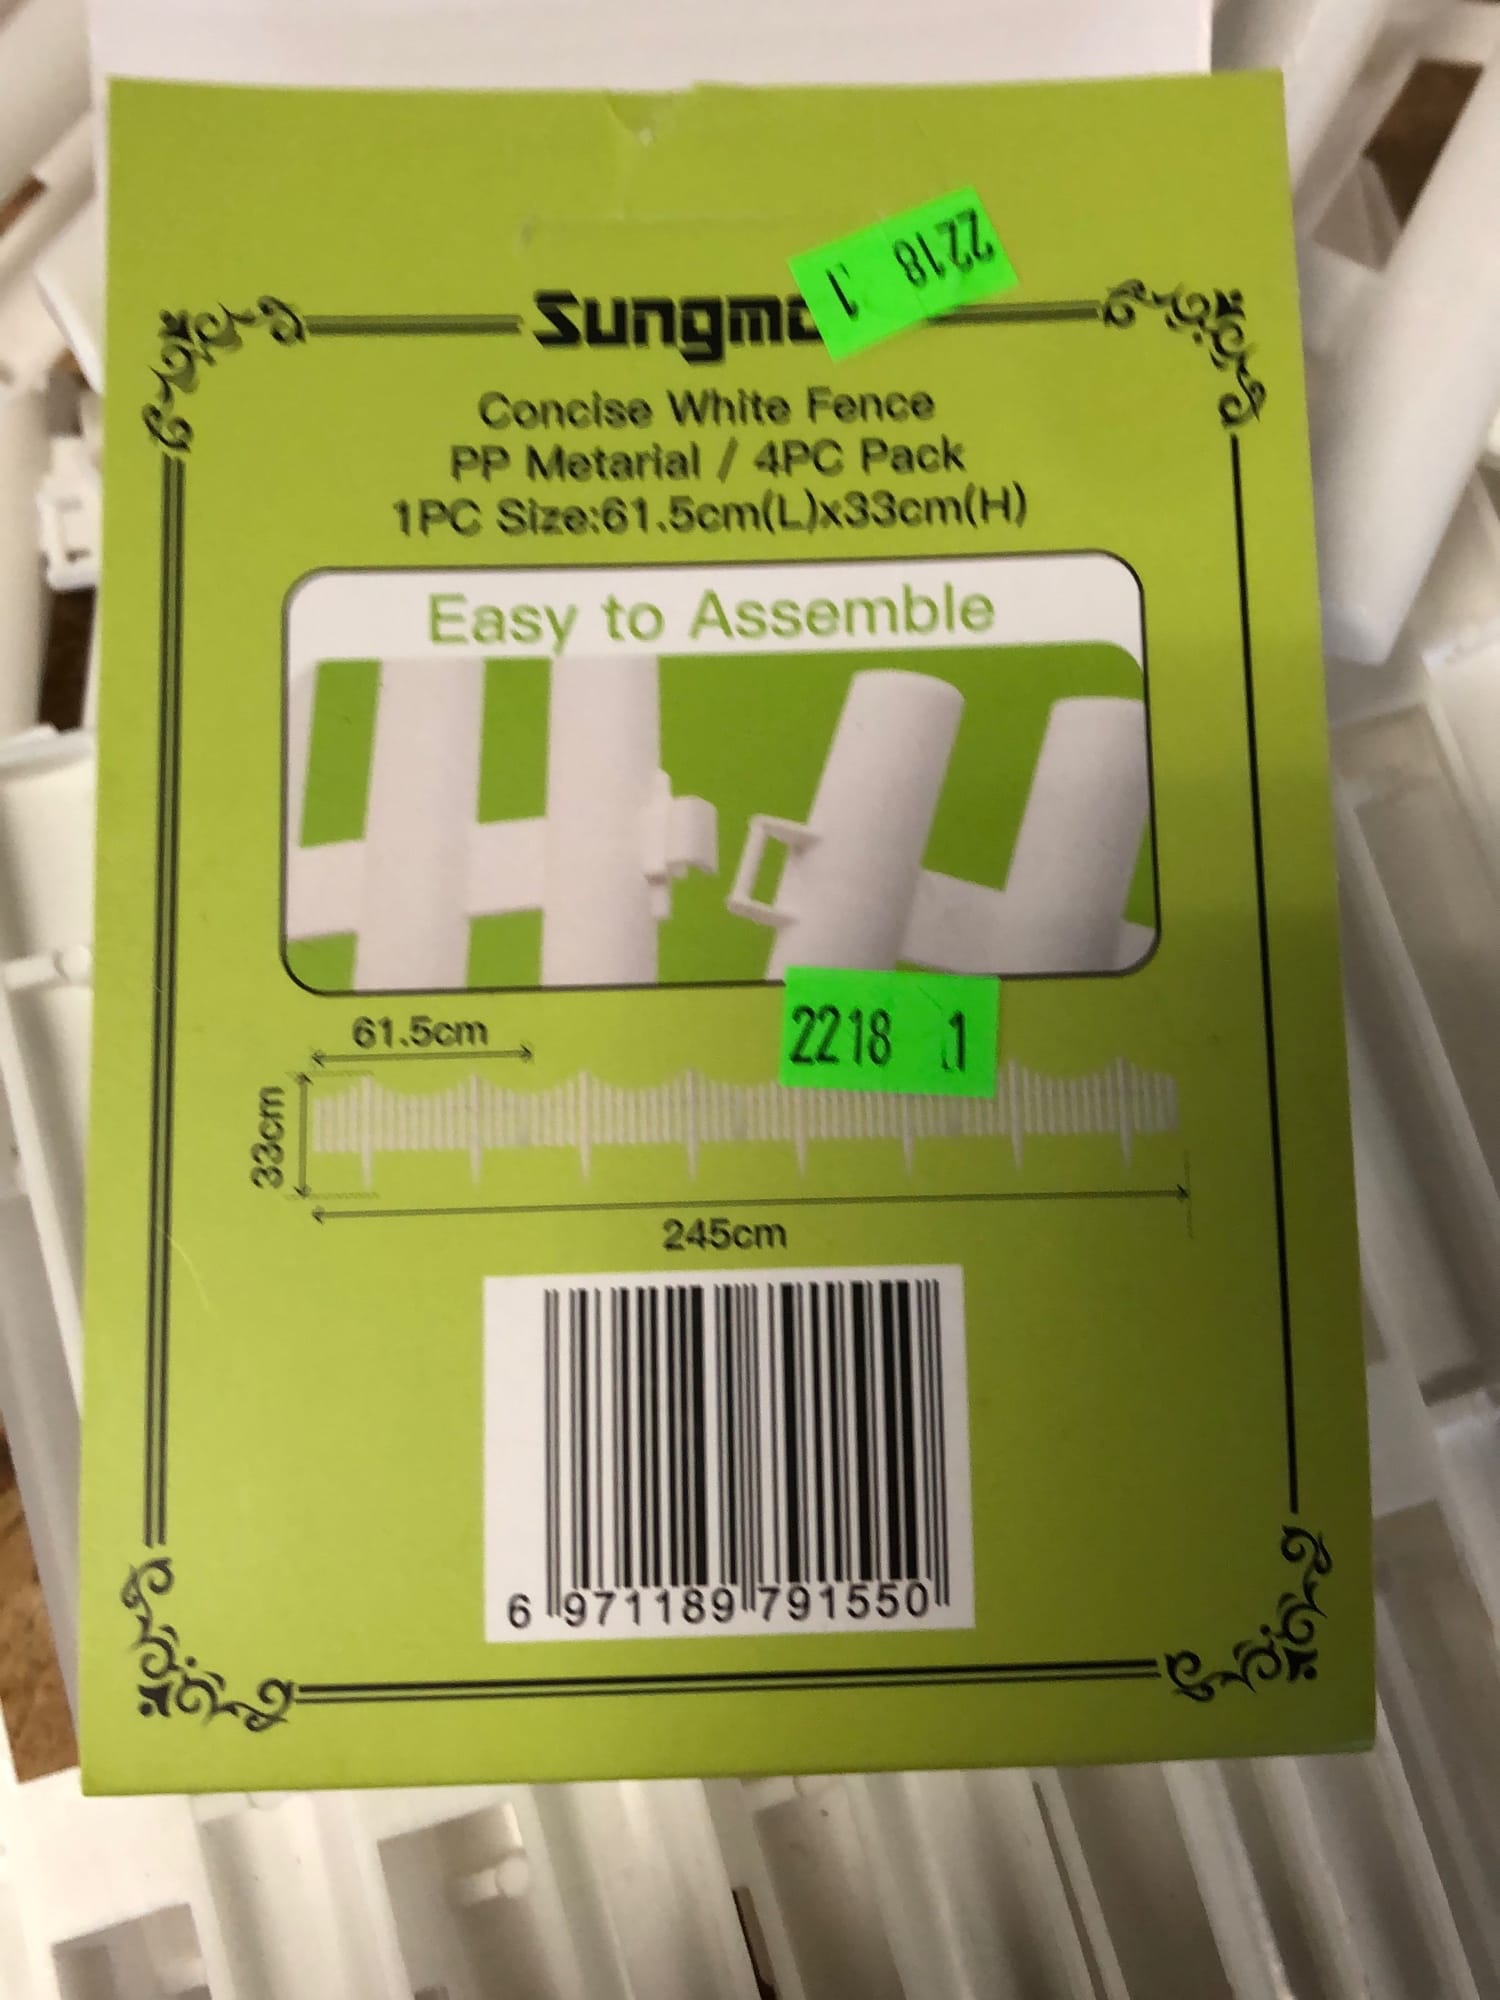 2218 1
Sungmo
Concise White Fence
PP Metarial / 4PC Pack
1PC Size:61.5cm(L)x33cm(H)
Easy to Assemble
2218 1
61.5cm
33cm
245cm
6 971189 791550